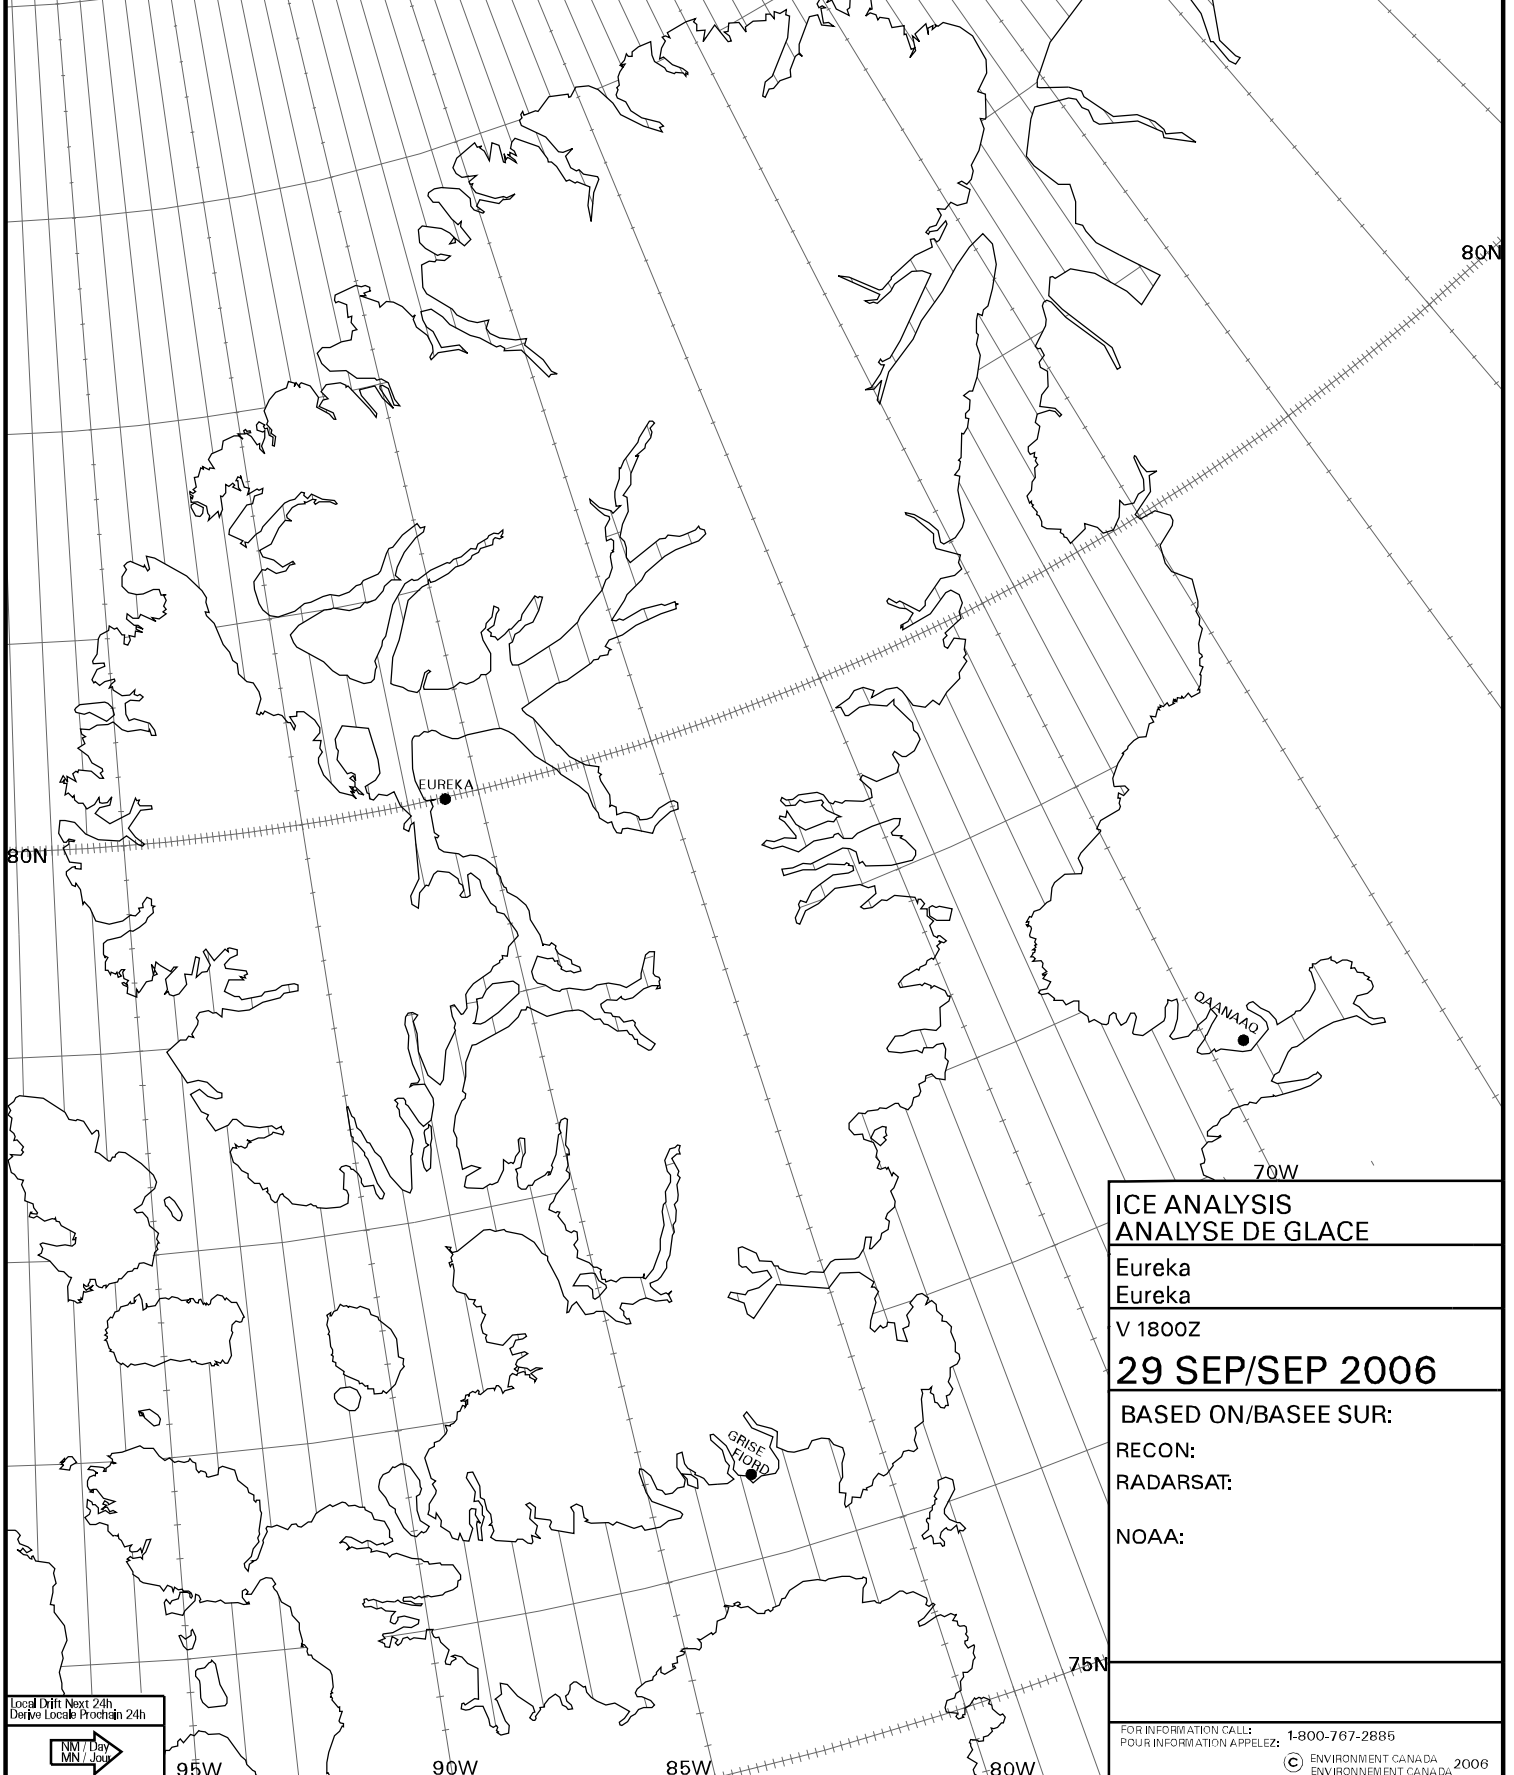 80N
EUREKA
80N
QAANAAQ
70W
ICE ANALYSIS
ANALYSE DE GLACE
Eureka
Eureka
V 1800Z
29 SEP/SEP 2006
BASED ON/BASEE SUR:
RECON:
RADARSAT:
NOAA:
GRISE
FIORD
75N
Local Drift Next 24h
Derive Locale Prochain 24h
NM / Day
MN / Jour
95W
90W
85W
80W
FOR INFORMATION CALL:
POUR INFORMATION APPELEZ: 1-800-767-2885
© ENVIRONMENT CANADA
ENVIRONNEMENT CANADA 2006